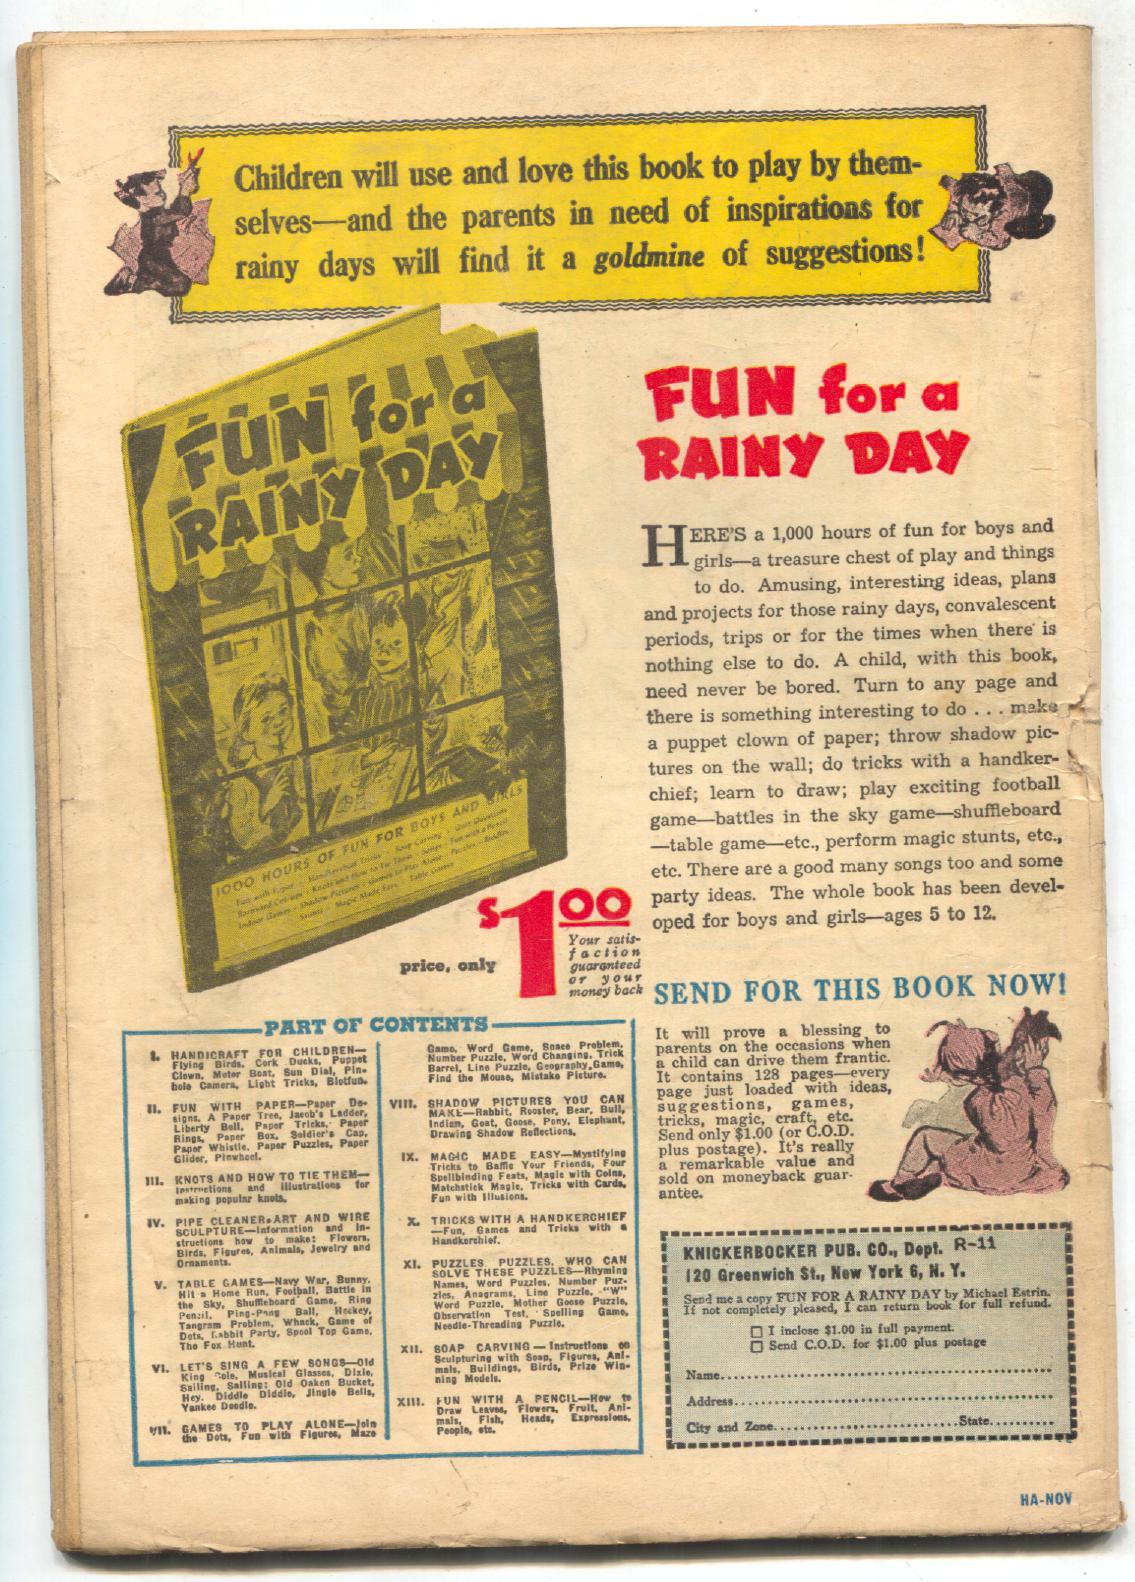 Children will use and love this book to play by them-
selves—and the parents in need of inspirations for
rainy days will find it a goldmine of suggestions!
FUN for a
RAINY DAY
1000 HOURS OF FUN FOR BOYS AND GIRLS
FUN for a
RAINY DAY
HERE'S a 1,000 hours of fun for boys and
girls—a treasure chest of play and things
to do. Amusing, interesting ideas, plans
and projects for those rainy days, convalescent
periods, trips or for the times when there is
nothing else to do. A child, with this book,
need never be bored. Turn to any page and
there is something interesting to do . . . make
a puppet clown of paper; throw shadow pic-
tures on the wall; do tricks with a handker-
chief; learn to draw; play exciting football
game—battles in the sky game—shuffleboard
—table game—etc., perform magic stunts, etc.,
etc. There are a good many songs too and some
party ideas. The whole book has been devel-
oped for boys and girls—ages 5 to 12.
price, only $1.00
Your satis-
faction
guaranteed
or your
money back
SEND FOR THIS BOOK NOW!
It will prove a blessing to
parents on the occasions when
a child can drive them frantic.
It contains 128 pages—every
page just loaded with ideas,
suggestions, games,
tricks, magic, craft, etc.
Send only $1.00 (or C.O.D.
plus postage). It's really
a remarkable value and
sold on moneyback guar-
antee.
PART OF CONTENTS
I. HANDICRAFT FOR CHILDREN—
Flying Birds, Cork Ducks, Puppet
Clown, Motor Boat, Sun Dial, Pin-
hole Camera, Light Tricks, Blotfun.
II. FUN WITH PAPER—Paper De-
signs, A Paper Tree, Jacob's Ladder,
Liberty Bell, Paper Tricks, Paper
Rings, Paper Box, Soldier's Cap,
Paper Whistle, Paper Puzzles, Paper
Glider, Pinwheel.
III. KNOTS AND HOW TO TIE THEM—
Instructions and illustrations for
making popular knots.
IV. PIPE CLEANER ART AND WIRE
SCULPTURE—Information and In-
structions how to make: Flowers,
Birds, Figures, Animals, Jewelry and
Ornaments.
V. TABLE GAMES—Navy War, Bunny,
Hit a Home Run, Football, Battle in
the Sky, Shuffleboard Game, Ring
Pencil, Ping-Pong Ball, Hockey,
Tangram Problem, Whack, Game of
Dots, Rabbit Party, Spool Top Game,
The Fox Hunt.
VI. LET'S SING A FEW SONGS—Old
King Cole, Musical Glasses, Dixie,
Sailing, Sailing; Old Oaken Bucket,
Hey, Diddle Diddle, Jingle Bells,
Yankee Doodle.
VII. GAMES TO PLAY ALONE—Join
the Dots, Fun with Figures, Maze
Game, Word Game, Space Problem,
Number Puzzle, Word Changing, Trick
Barrel, Line Puzzle, Geography Game,
Find the Mouse, Mistake Picture.
VIII. SHADOW PICTURES YOU CAN
MAKE—Rabbit, Rooster, Bear, Bull,
Indian, Goat, Goose, Pony, Elephant,
Drawing Shadow Reflections.
IX. MAGIC MADE EASY—Mystifying
Tricks to Baffle Your Friends, Four
Spellbinding Feats, Magic with Coins,
Matchstick Magic, Tricks with Cards,
Fun with Illusions.
X. TRICKS WITH A HANDKERCHIEF
—Fun, Games and Tricks with a
Handkerchief.
XI. PUZZLES, PUZZLES, WHO CAN
SOLVE THESE PUZZLES—Rhyming
Names, Word Puzzles, Number Puz-
zles, Anagrams, Line Puzzle, "W"
Word Puzzle, Mother Goose Puzzle,
Observation Test, Spelling Game,
Needle-Threading Puzzle.
XII. SOAP CARVING — Instructions on
Sculpturing with Soap, Figures, Ani-
mals, Buildings, Birds, Prize Win-
ning Models.
XIII. FUN WITH A PENCIL—How to
Draw Leaves, Flowers, Fruit, Ani-
mals, Fish, Heads, Expressions,
People, etc.
KNICKERBOCKER PUB. CO., Dept. R-11
120 Greenwich St., New York 6, N. Y.
Send me a copy FUN FOR A RAINY DAY by Michael Estrin.
If not completely pleased, I can return book for full refund.
☐ I inclose $1.00 in full payment.
☐ Send C.O.D. for $1.00 plus postage
Name
Address
City and Zone State
HA-NOV